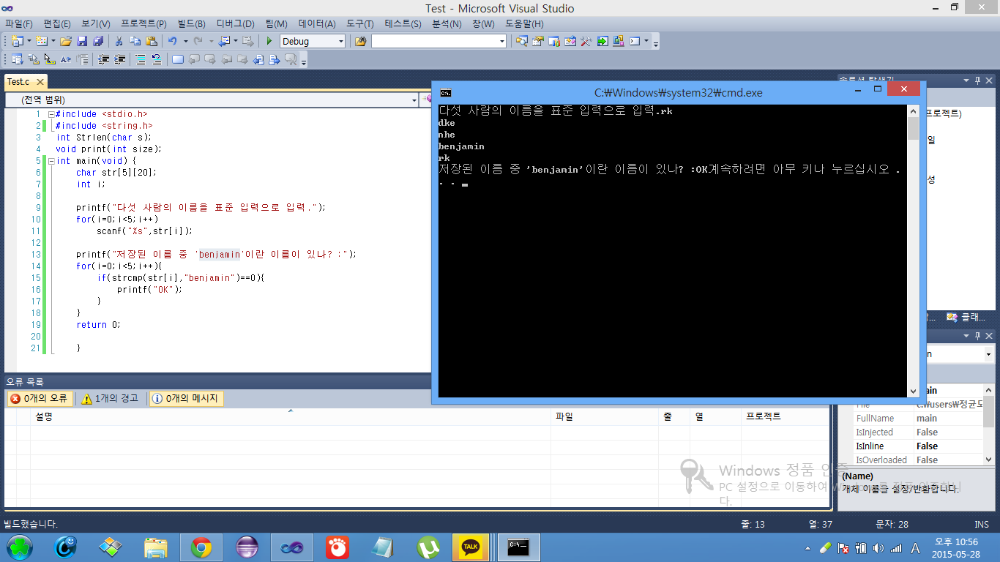 Test - Microsoft Visual Studio
파일(F) 편집(E) 보기(V) 프로젝트(P) 빌드(B) 디버그(D) 팀(M) 데이터(A) 도구(T) 테스트(S) 분석(N) 창(W) 도움말(H)
Debug
Test.c
(전역 범위)
1 #include <stdio.h>
2 #include <string.h>
3 int Strlen(char s);
4 void print(int size);
5 int main(void) {
6 char str[5][20];
7 int i;
8
9 printf("다섯 사람의 이름을 표준 입력으로 입력.");
10 for(i=0;i<5;i++)
11 scanf("%s",str[i]);
12
13 printf("저장된 이름 중 'benjamin'이란 이름이 있나? :");
14 for(i=0;i<5;i++){
15 if(strcmp(str[i],"benjamin")==0){
16 printf("OK");
17 }
18 }
19 return 0;
20
21 }
C:\Windows\system32\cmd.exe
다섯 사람의 이름을 표준 입력으로 입력.rk
dke
nhe
benjamin
rk
저장된 이름 중 'benjamin'이란 이름이 있나? :OK계속하려면 아무 키나 누르십시오 .
. .
프로젝트)
일
성
클래...
오류 목록
0개의 오류 1개의 경고 0개의 메시지
설명 파일 줄 열 프로젝트
FullName main
IsInjected False
IsInline False
IsOverloaded False
(Name)
개체 이름을 설정/반환합니다.
Windows 정품 인증
PC 설정으로 이동하여 Windows를 정품 인증합니
다.
빌드했습니다. 줄: 13 열: 37 문자: 28 INS
TALK
A
오후 10:56
2015-05-28